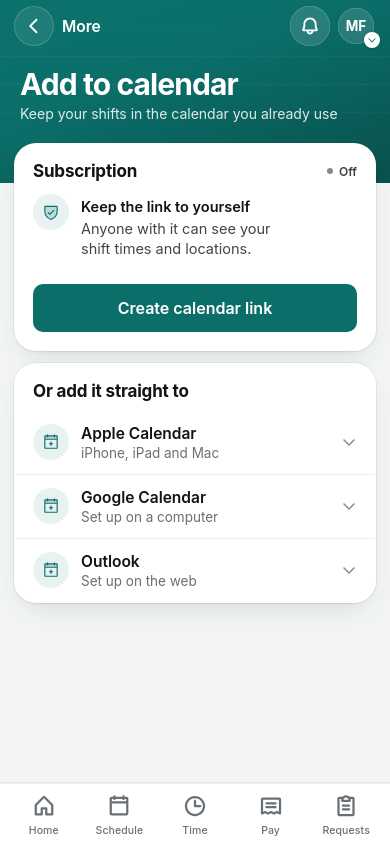 More
MF
Add to calendar
Keep your shifts in the calendar you already use
Subscription
Off
Keep the link to yourself
Anyone with it can see your
shift times and locations.
Create calendar link
Or add it straight to
Apple Calendar
iPhone, iPad and Mac
Google Calendar
Set up on a computer
Outlook
Set up on the web
Home
Schedule
Time
Pay
Requests